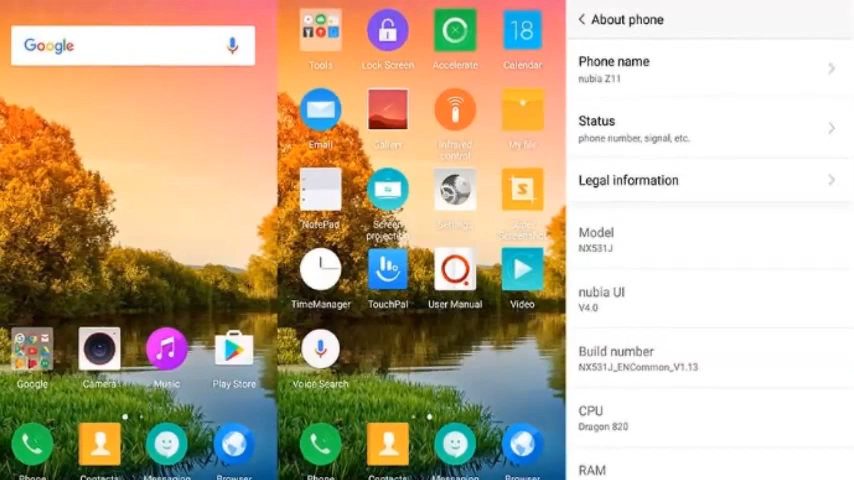 Google
Google
Camera
Music
Play Store
Phone
Contacts
Messaging
Browser
Tools
Lock Screen
Accelerate
18
Calendar
Email
Gallery
Infrared
control
My file
NotePad
Screen
projection
Settings
S
Super
Screenshot
TimeManager
TouchPal
User Manual
Video
Voice Search
Phone
Contacts
Messaging
Browser
About phone
Phone name
nubia Z11
Status
phone number, signal, etc.
Legal information
Model
NX531J
nubia UI
V4.0
Build number
NX531J_ENCommon_V1.13
CPU
Dragon 820
RAM